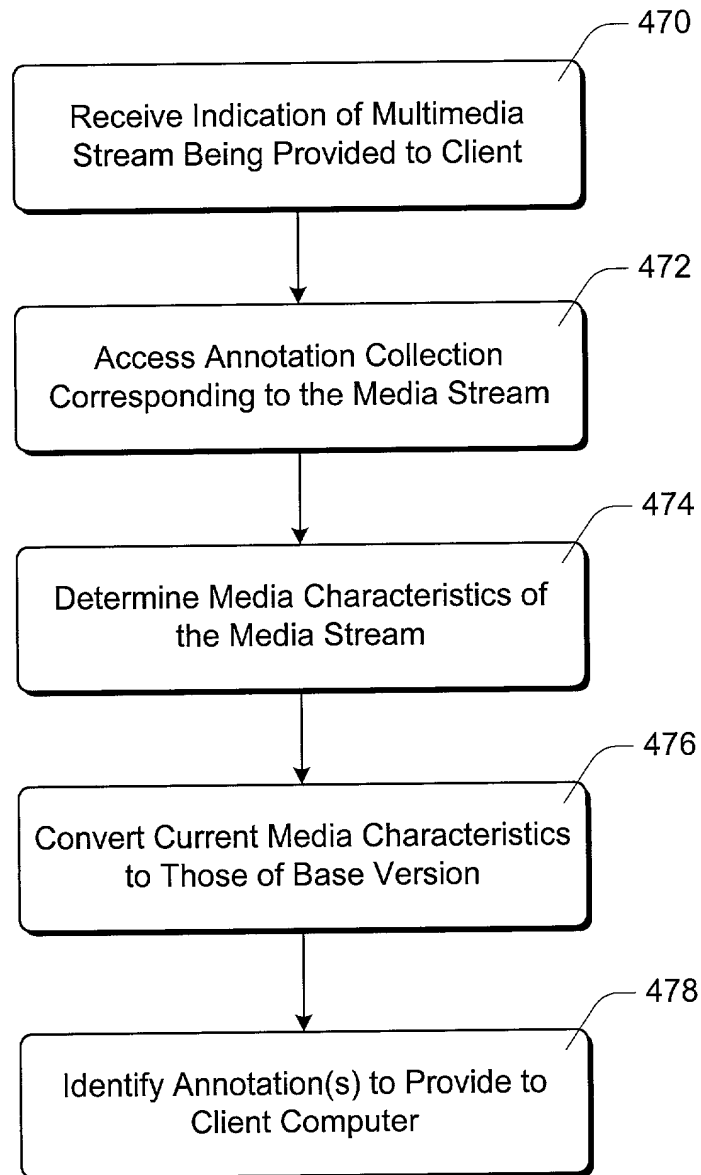 470
Receive Indication of Multimedia
Stream Being Provided to Client
472
Access Annotation Collection
Corresponding to the Media Stream
474
Determine Media Characteristics of
the Media Stream
476
Convert Current Media Characteristics
to Those of Base Version
478
Identify Annotation(s) to Provide to
Client Computer